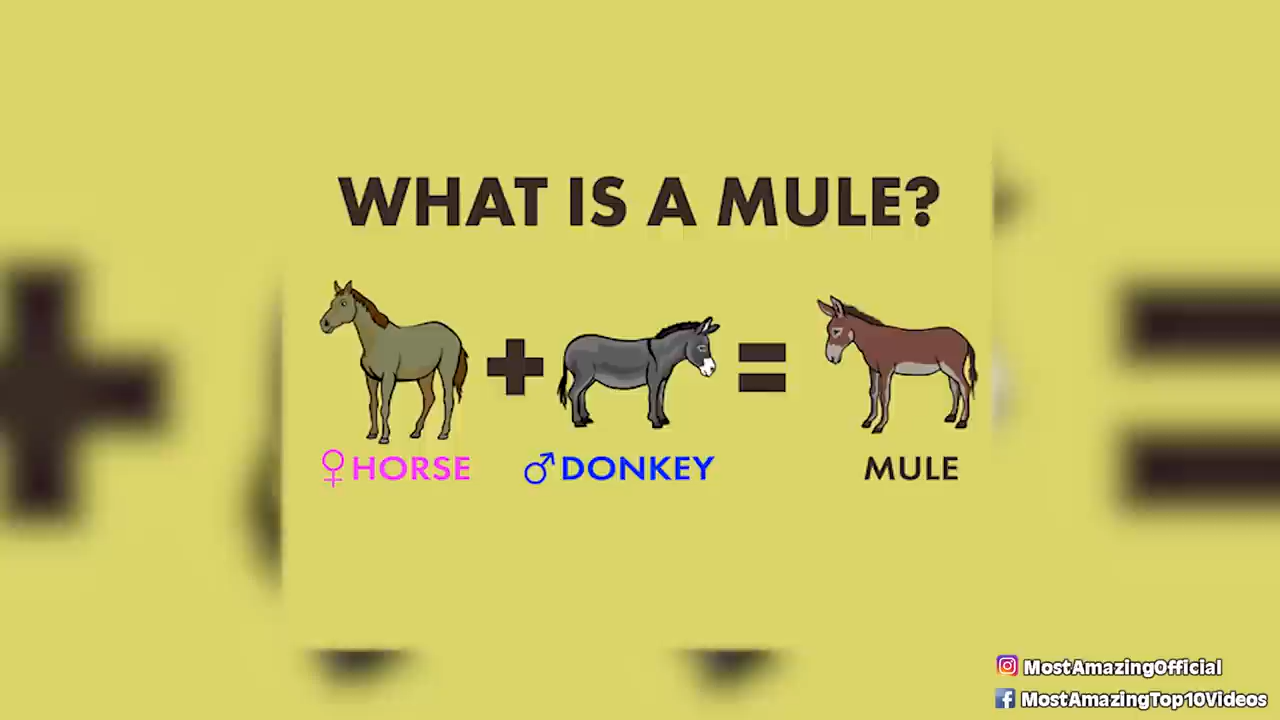 WHAT IS A MULE?
♀HORSE ♂DONKEY MULE
MostAmazingOfficial
MostAmazingTop10Videos